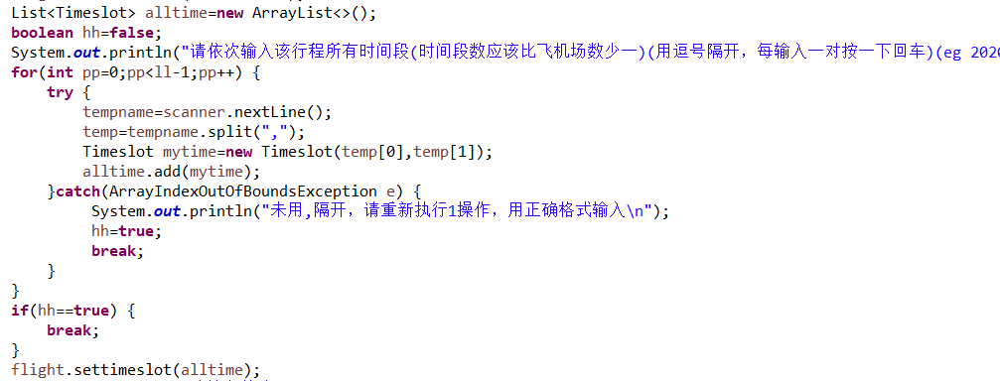 List<Timeslot> alltime=new ArrayList<>();
boolean hh=false;
System.out.println("请依次输入该行程所有时间段(时间段数应该比飞机场数少一)(用逗号隔开，每输入一对按一下回车)(eg 202
for(int pp=0;pp<ll-1;pp++) {
try {
tempname=scanner.nextLine();
temp=tempname.split(",");
Timeslot mytime=new Timeslot(temp[0],temp[1]);
alltime.add(mytime);
}catch(ArrayIndexOutOfBoundsException e) {
System.out.println("未用,隔开，请重新执行1操作，用正确格式输入\n");
hh=true;
break;
}
}
if(hh==true) {
break;
}
flight.settimeslot(alltime);